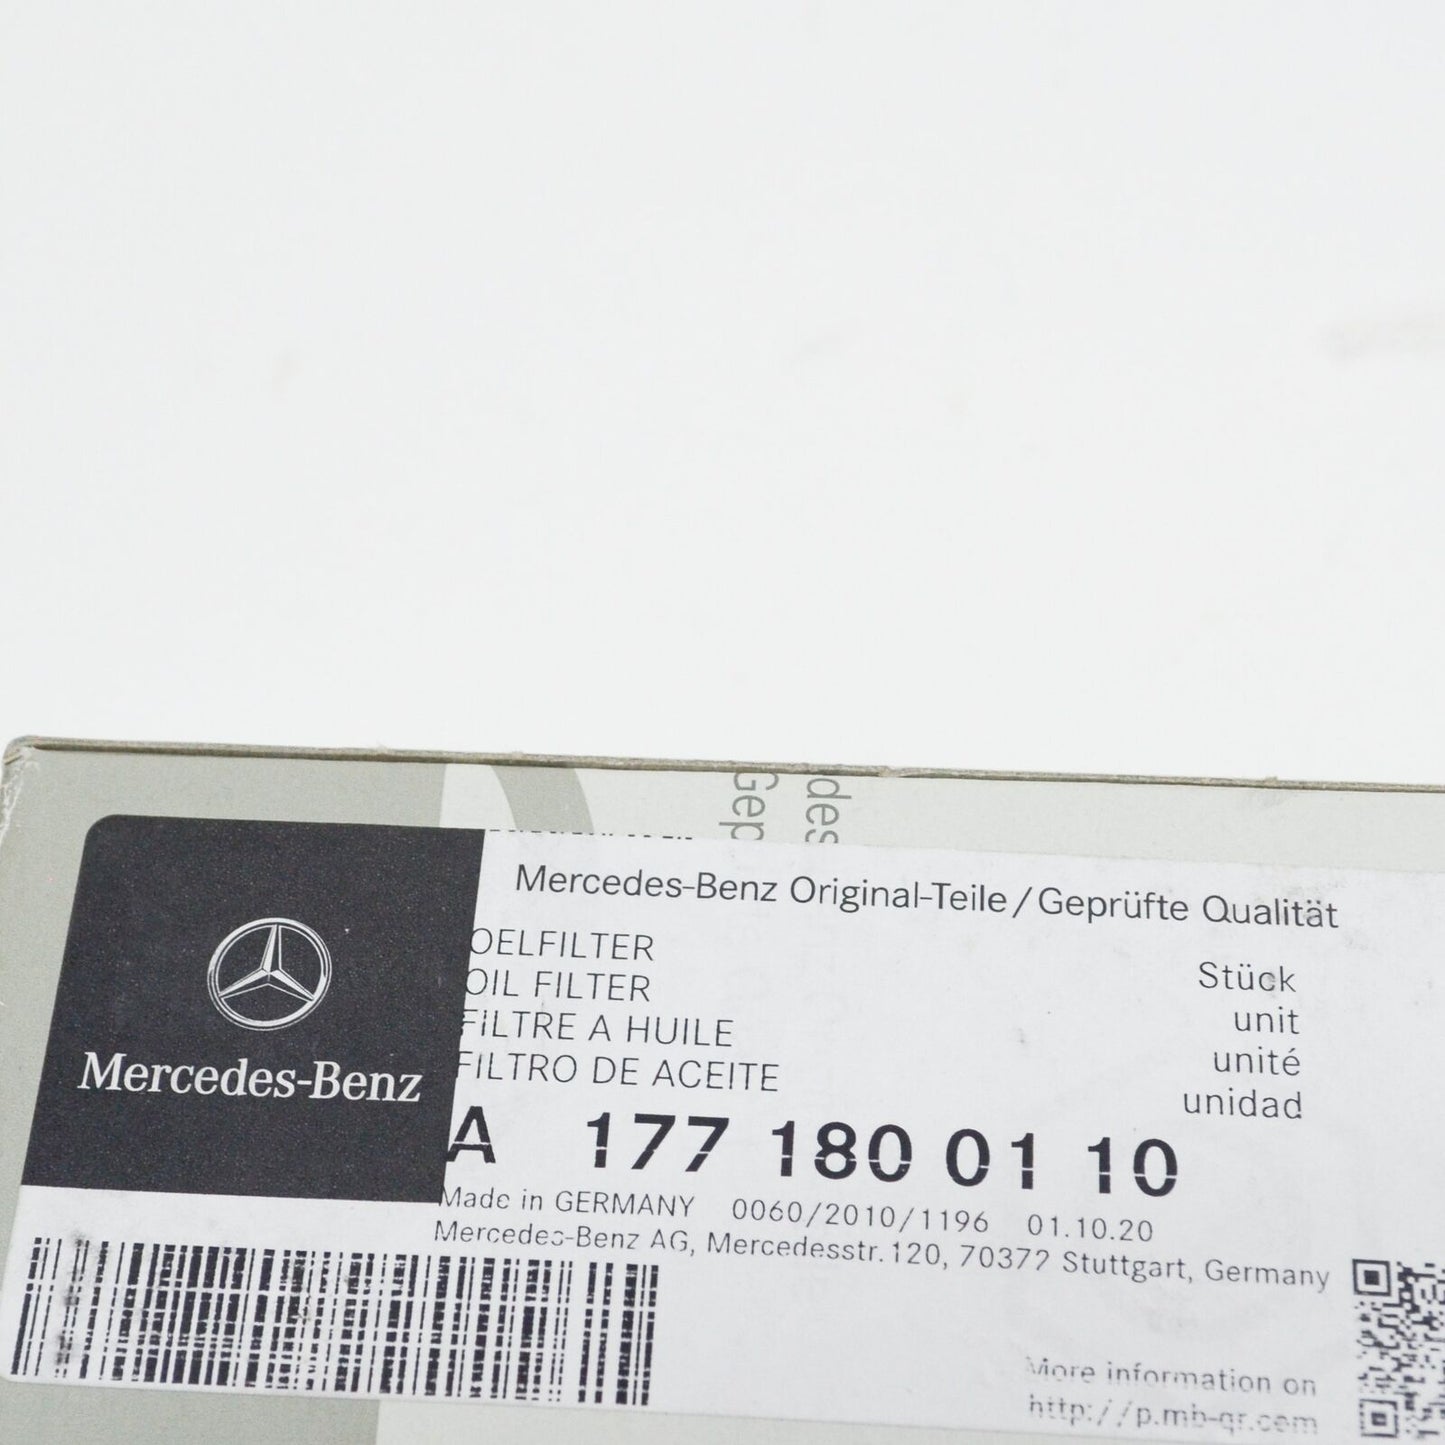 des
Gep
Mercedes-Benz Original-Teile/Geprüfte Qualität
OELFILTER
OIL FILTER
FILTRE A HUILE
FILTRO DE ACEITE
Stück
unit
unité
unidad
Mercedes-Benz
A 177 180 01 10
Made in GERMANY 0060/2010/1196 01.10.20
Mercedes-Benz AG, Mercedesstr.120, 70372 Stuttgart, Germany
More information on
http://p.mb-qr.com